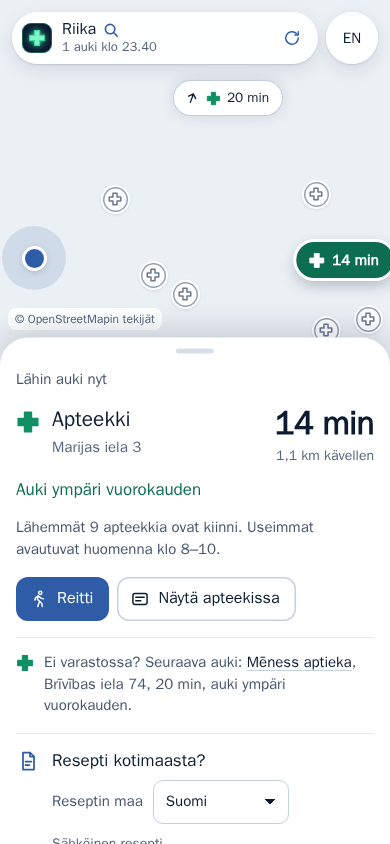 Riika
1 auki klo 23.40
EN
20 min
14 min
© OpenStreetMapin tekijät
Lähin auki nyt
Apteekki
14 min
Marijas iela 3
1,1 km kävellen
Auki ympäri vuorokauden
Lähemmät 9 apteekkia ovat kiinni. Useimmat
avautuvat huomenna klo 8–10.
Reitti
Näytä apteekissa
Ei varastossa? Seuraava auki: Mēness aptieka,
Brīvības iela 74, 20 min, auki ympäri
vuorokauden.
Resepti kotimaasta?
Reseptin maa
Suomi
Sähköinen resepti